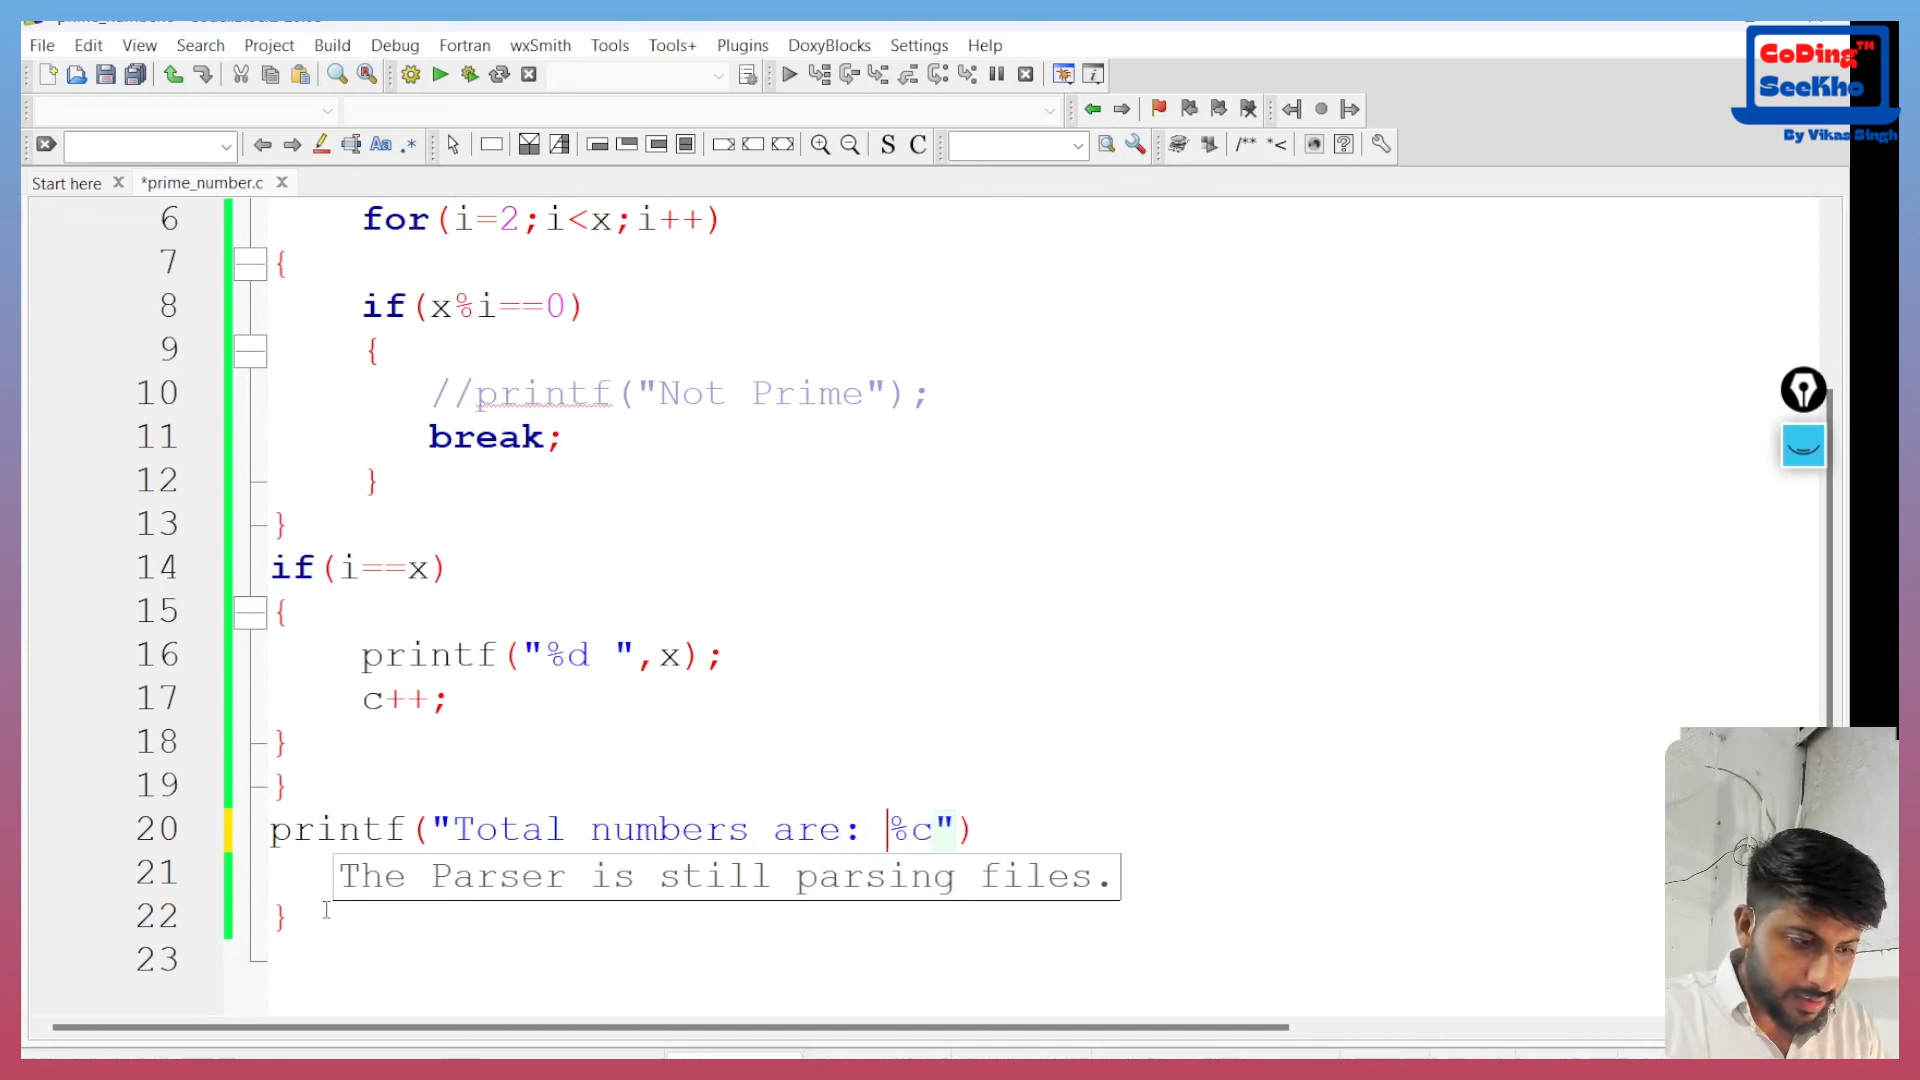 File Edit View Search Project Build Debug Fortran wxSmith Tools Tools+ Plugins DoxyBlocks Settings Help
CoDing™
SeeKho
By Vikas Singh
Start here *prime_number.c
6 for(i=2;i<x;i++)
7 {
8 if(x%i==0)
9 {
10 //printf("Not Prime");
11 break;
12 }
13 }
14 if(i==x)
15 {
16 printf("%d ",x);
17 c++;
18 }
19 }
20 printf("Total numbers are: %c")
21 The Parser is still parsing files.
22 }
23